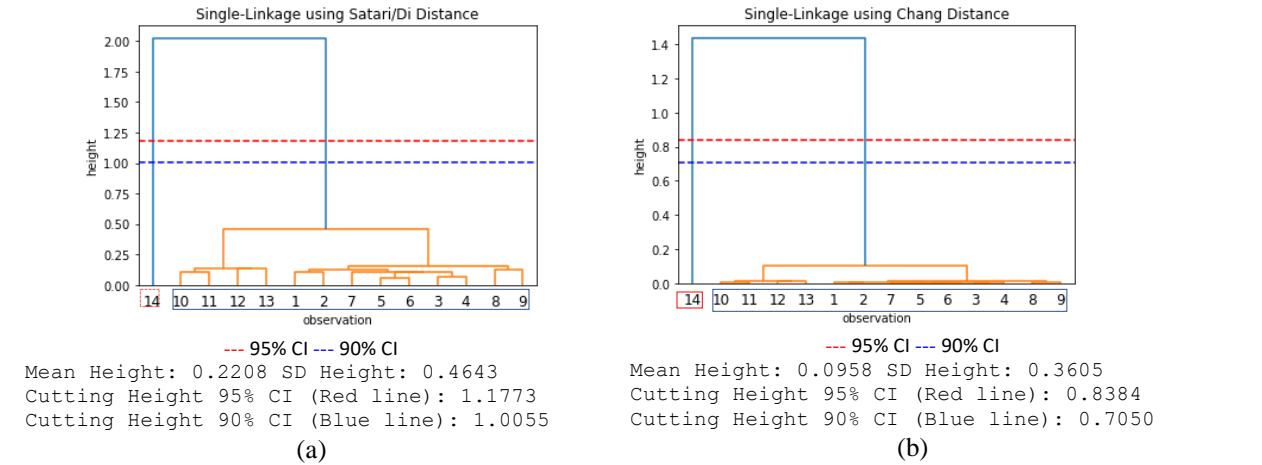 Single-Linkage using Satari/Di Distance
2.00
1.75
1.50
1.25
1.00
0.75
0.50
0.25
0.00
height
14 10 11 12 13 1 2 7 5 6 3 4 8 9
observation
--- 95% CI --- 90% CI
Mean Height: 0.2208 SD Height: 0.4643
Cutting Height 95% CI (Red line): 1.1773
Cutting Height 90% CI (Blue line): 1.0055
(a)
Single-Linkage using Chang Distance
1.4
1.2
1.0
0.8
0.6
0.4
0.2
0.0
height
14 10 11 12 13 1 2 7 5 6 3 4 8 9
observation
--- 95% CI --- 90% CI
Mean Height: 0.0958 SD Height: 0.3605
Cutting Height 95% CI (Red line): 0.8384
Cutting Height 90% CI (Blue line): 0.7050
(b)